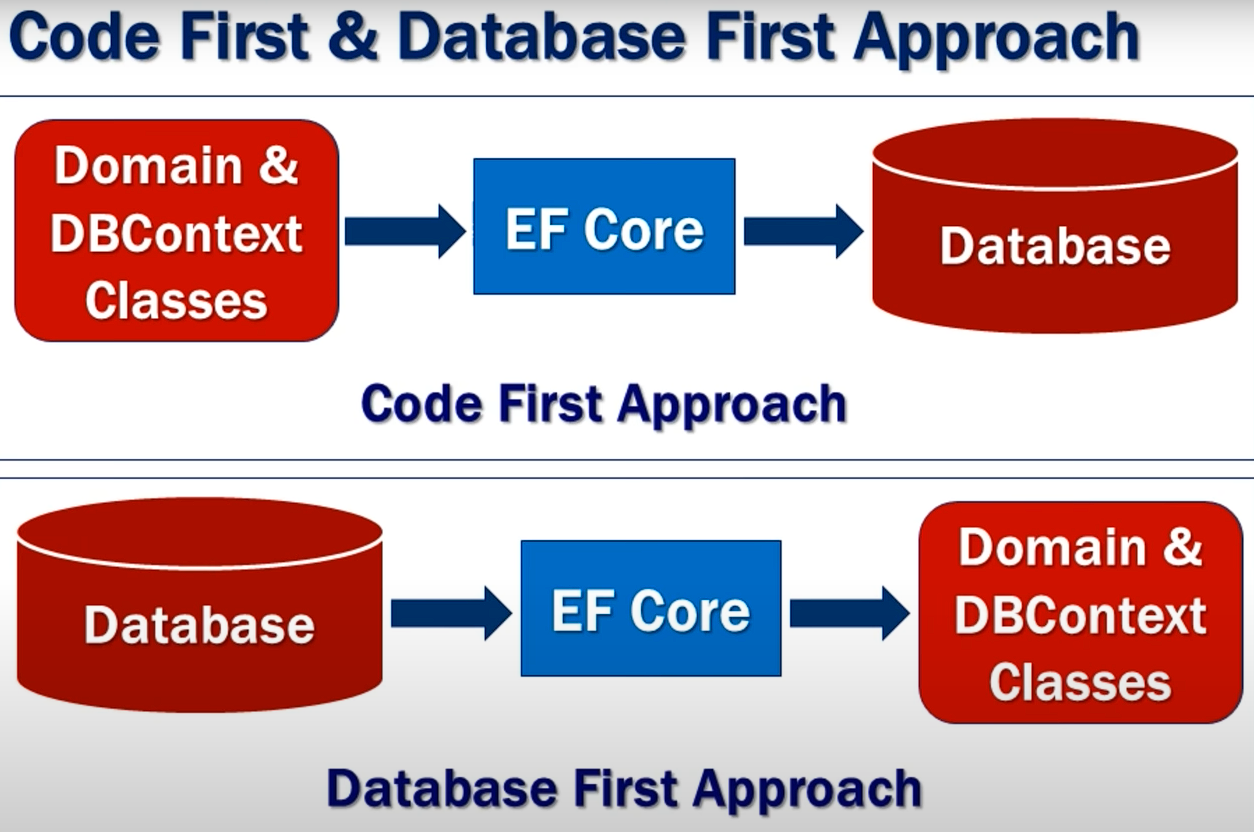 Code First & Database First Approach
Domain &
DBContext
Classes
EF Core
Database
Code First Approach
Database
EF Core
Domain &
DBContext
Classes
Database First Approach